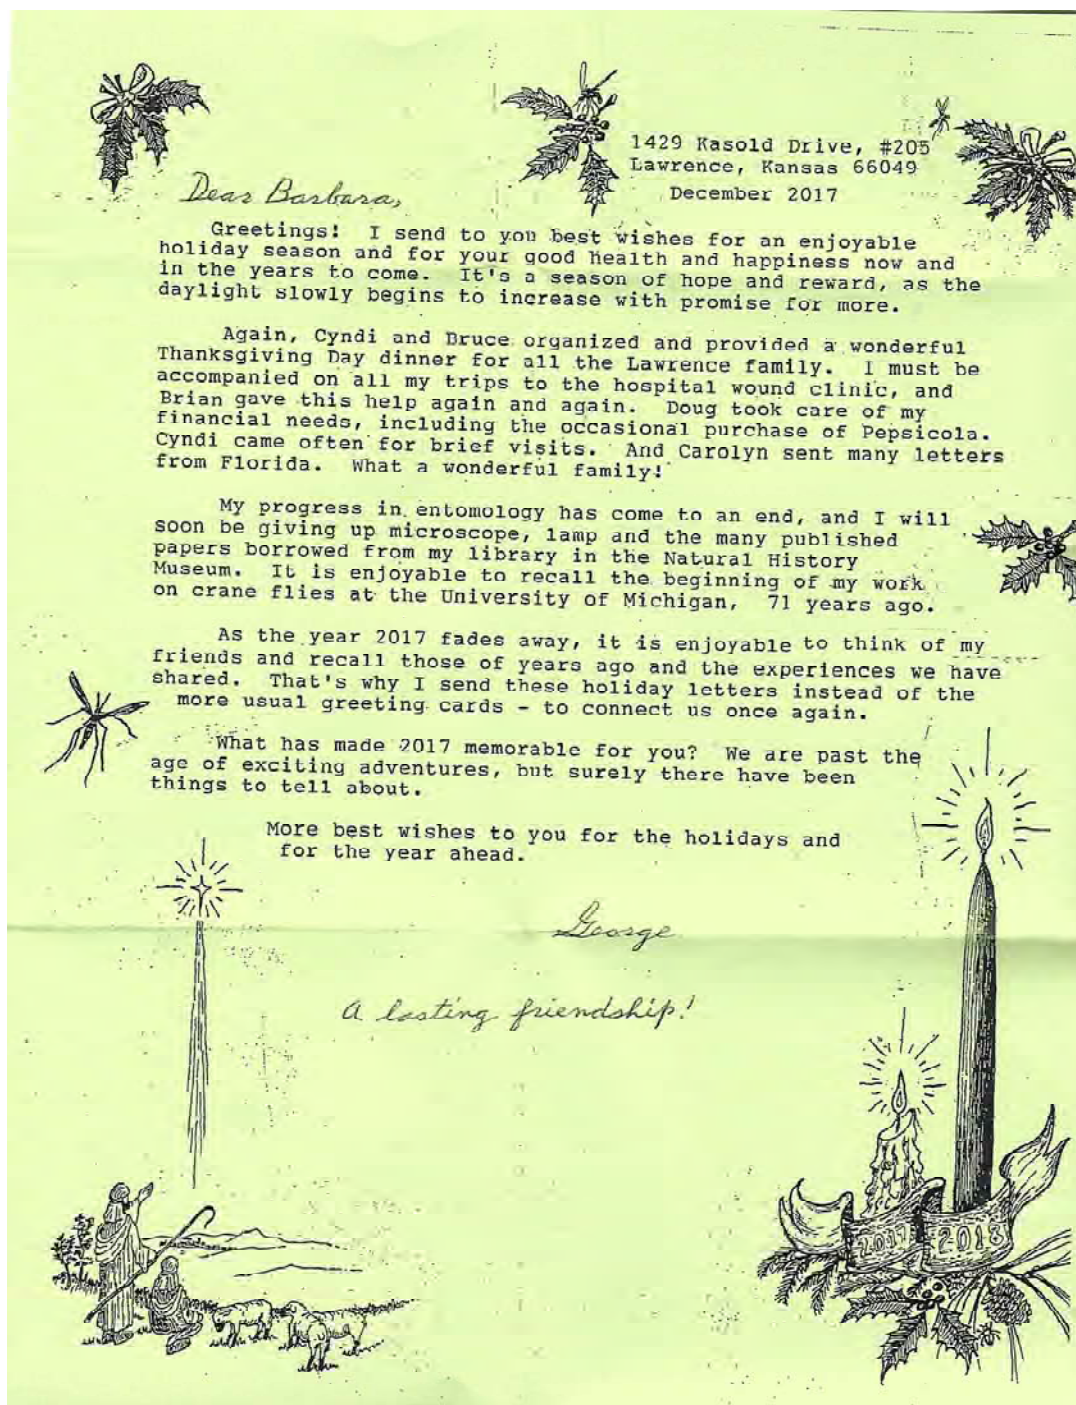 1429 Kasold Drive, #205
Lawrence, Kansas 66049
December 2017
Dear Barbara,
Greetings! I send to you best wishes for an enjoyable
holiday season and for your good health and happiness now and
in the years to come. It's a season of hope and reward, as the
daylight slowly begins to increase with promise for more.
Again, Cyndi and Bruce organized and provided a wonderful
Thanksgiving Day dinner for all the Lawrence family. I must be
accompanied on all my trips to the hospital wound clinic, and
Brian gave this help again and again. Doug took care of my
financial needs, including the occasional purchase of Pepsicola.
Cyndi came often for brief visits. And Carolyn sent many letters
from Florida. What a wonderful family!
My progress in entomology has come to an end, and I will
soon be giving up microscope, lamp and the many published
papers borrowed from my library in the Natural History
Museum. It is enjoyable to recall the beginning of my work
on crane flies at the University of Michigan, 71 years ago.
As the year 2017 fades away, it is enjoyable to think of my
friends and recall those of years ago and the experiences we have
shared. That's why I send these holiday letters instead of the
more usual greeting cards - to connect us once again.
What has made 2017 memorable for you? We are past the
age of exciting adventures, but surely there have been
things to tell about.
More best wishes to you for the holidays and
for the year ahead.
George
A lasting friendship!
2017 2018